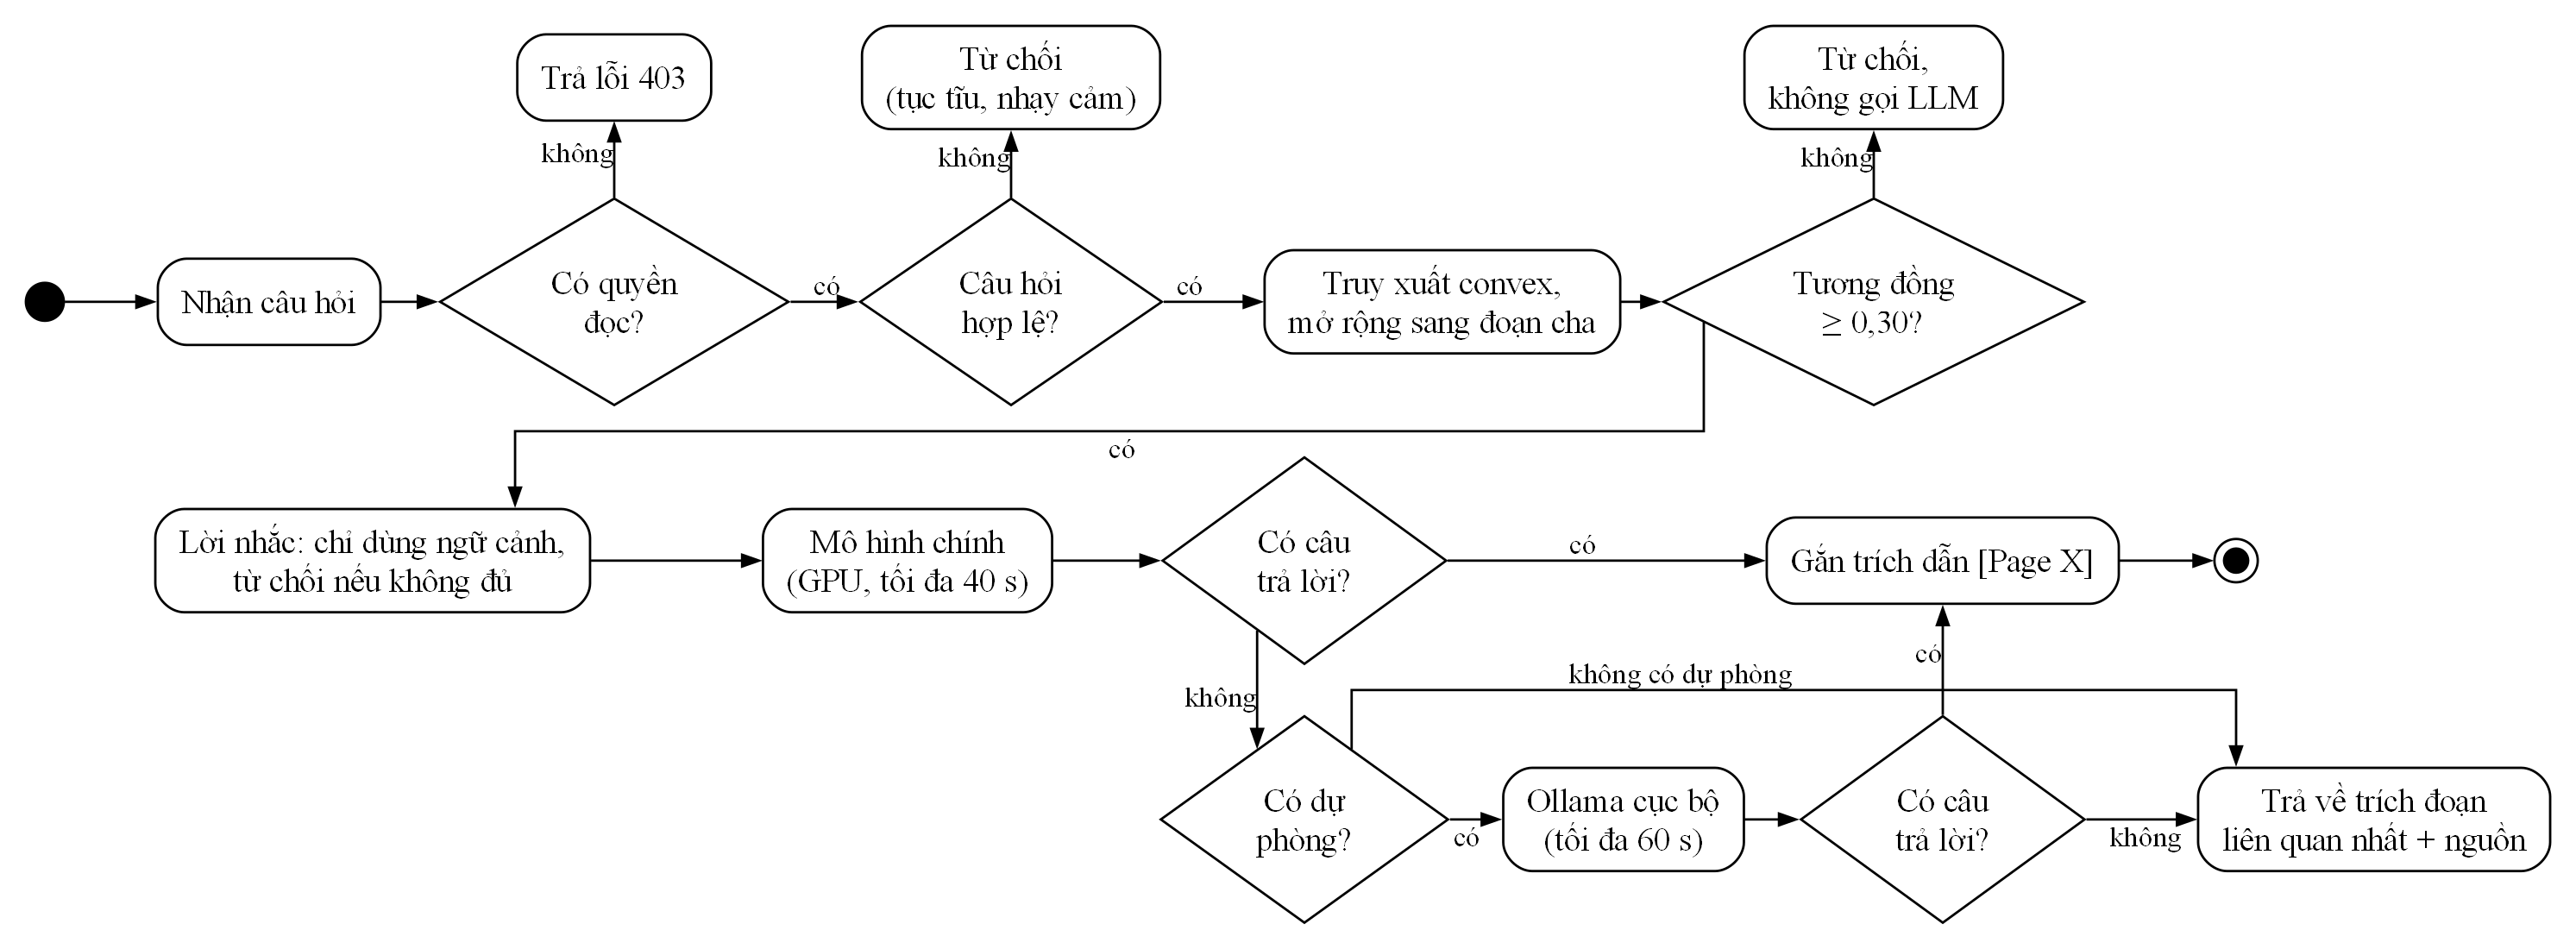 Trả lỗi 403
Từ chối
(tục tĩu, nhạy cảm)
Từ chối,
không gọi LLM
không
không
không
Nhận câu hỏi
Có quyền
đọc?
có
Câu hỏi
hợp lệ?
có
Truy xuất convex,
mở rộng sang đoạn cha
Tương đồng
≥ 0,30?
có
Lời nhắc: chỉ dùng ngữ cảnh,
từ chối nếu không đủ
Mô hình chính
(GPU, tối đa 40 s)
Có câu
trả lời?
có
Gắn trích dẫn [Page X]
không
không có dự phòng
có
Có dự
phòng?
có
Ollama cục bộ
(tối đa 60 s)
Có câu
trả lời?
không
Trả về trích đoạn
liên quan nhất + nguồn